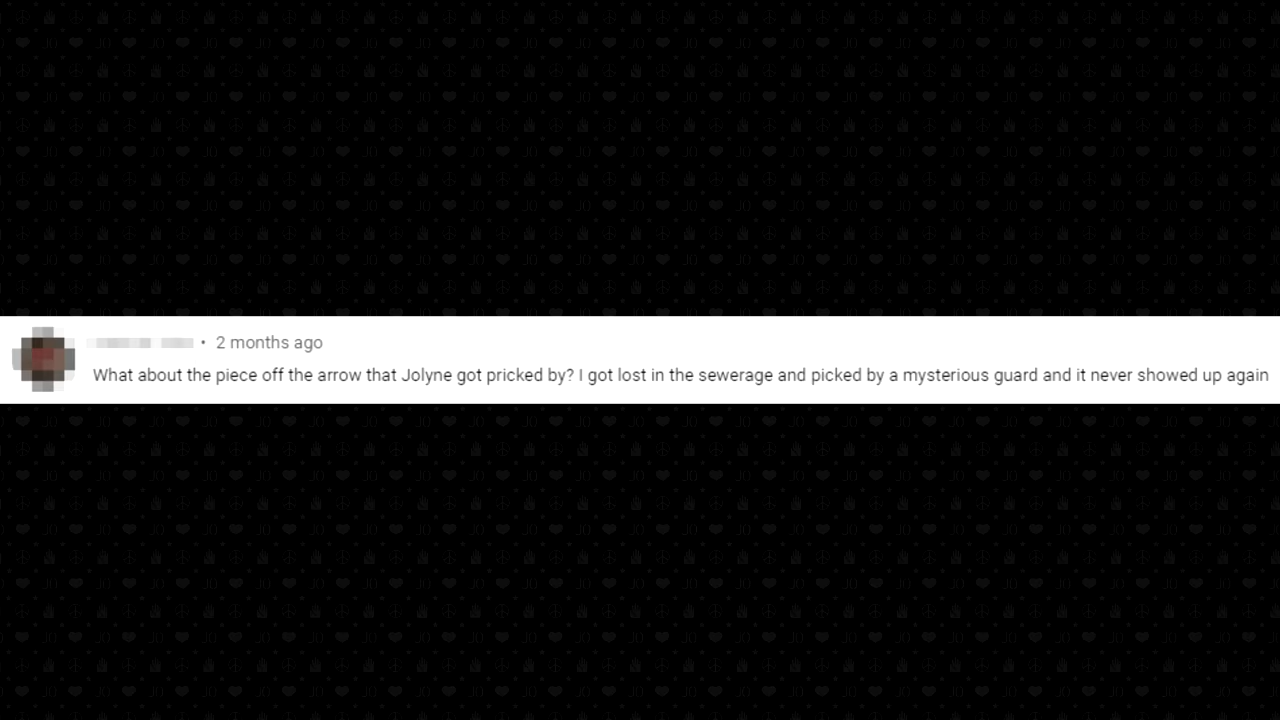 • 2 months ago
What about the piece off the arrow that Jolyne got pricked by? I got lost in the sewerage and picked by a mysterious guard and it never showed up again